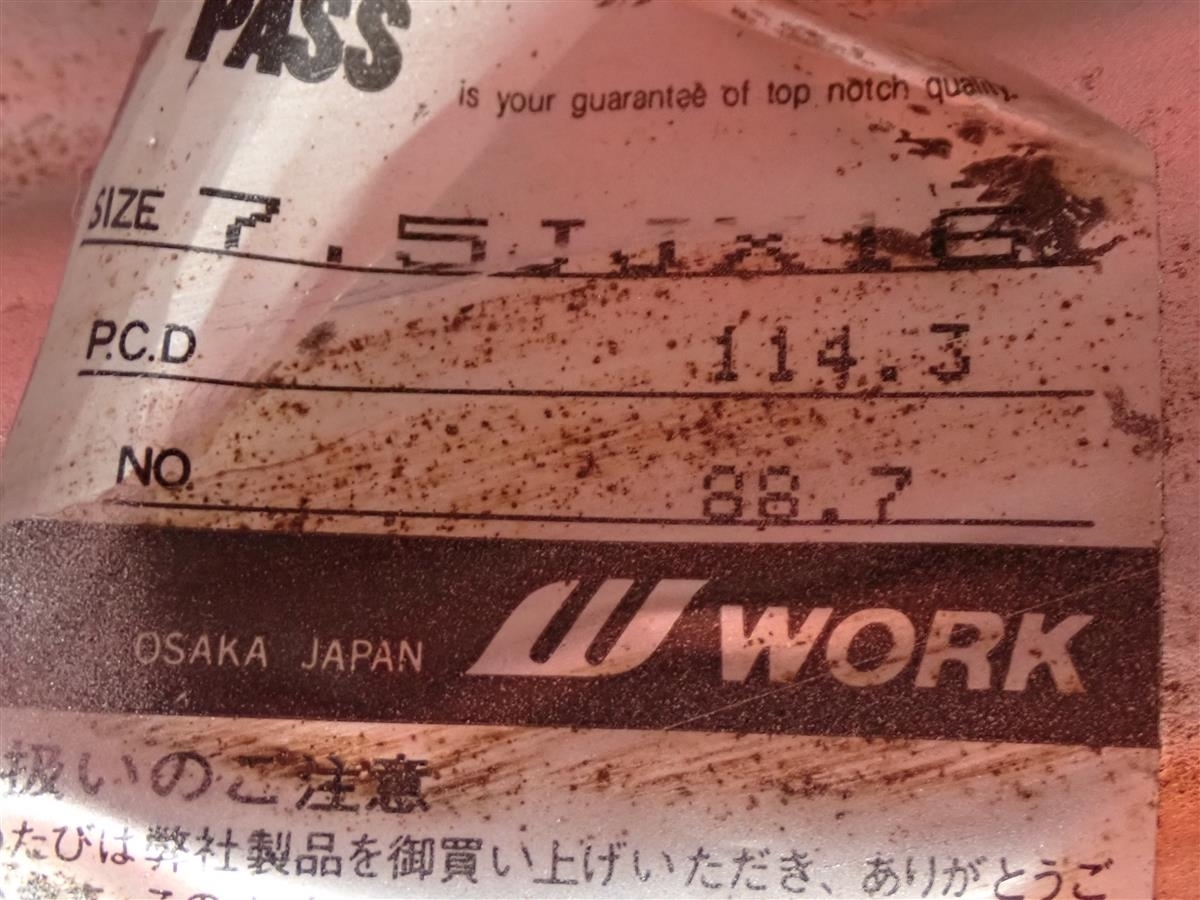 PASS
is your guarantee of top notch quality.
SIZE 7.5JJX16
P.C.D 114.3
NO 88.7
OSAKA JAPAN WORK
扱いのご注意
たびは弊社製品を御買い上げいただき、ありがとうご